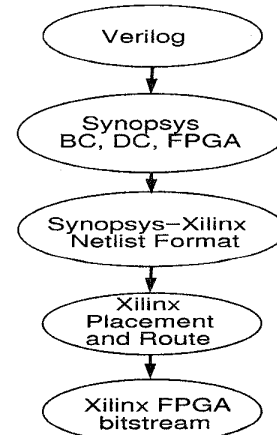 Verilog
Synopsys
BC, DC, FPGA
Synopsys–Xilinx
Netlist Format
Xilinx
Placement
and Route
Xilinx FPGA
bitstream